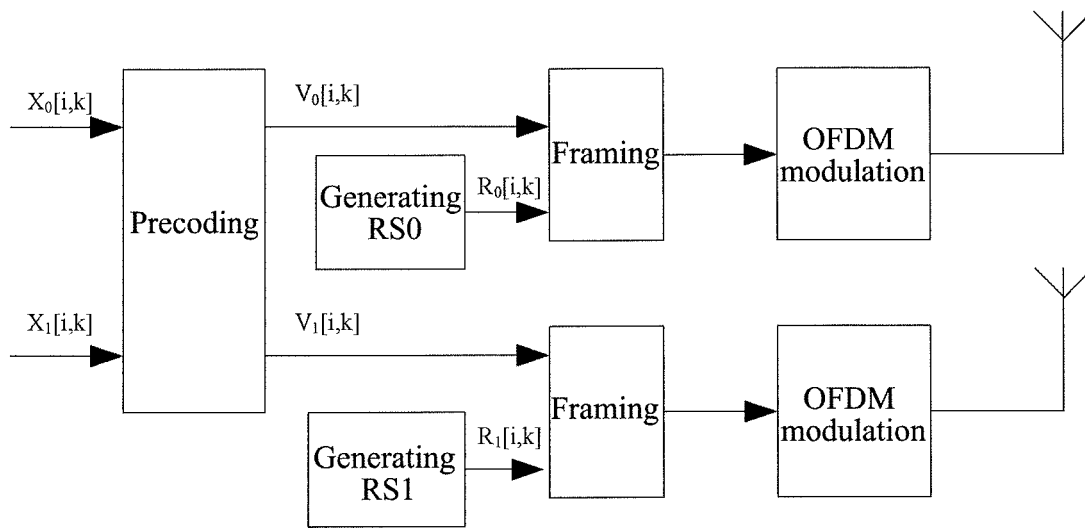 X₀[i,k]
V₀[i,k]
Precoding
Generating
RS0
R₀[i,k]
Framing
OFDM
modulation
X₁[i,k]
V₁[i,k]
Generating
RS1
R₁[i,k]
Framing
OFDM
modulation